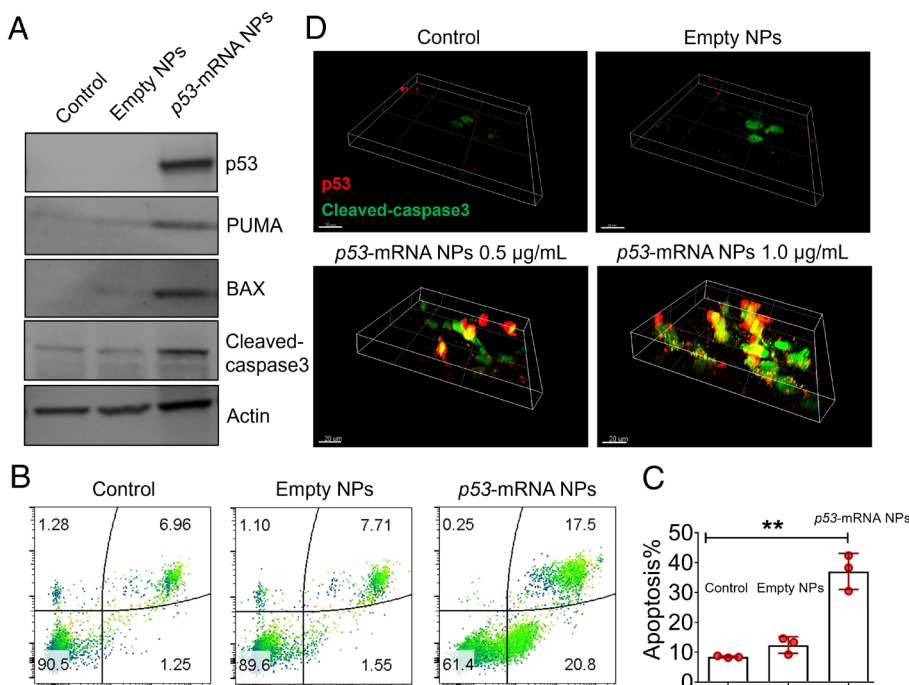 A
Control
Empty NPs
p53-mRNA NPs
p53
PUMA
BAX
Cleaved-
caspase3
Actin
D
Control
Empty NPs
p53
Cleaved-caspase3
p53-mRNA NPs 0.5 µg/mL
p53-mRNA NPs 1.0 µg/mL
20 µm
20 µm
B
Control
Empty NPs
p53-mRNA NPs
1.28
6.96
90.5
1.25
1.10
7.71
89.6
1.55
0.25
17.5
61.4
20.8
C
p53-mRNA NPs
**
Apoptosis%
50
40
30
20
10
0
Control
Empty NPs